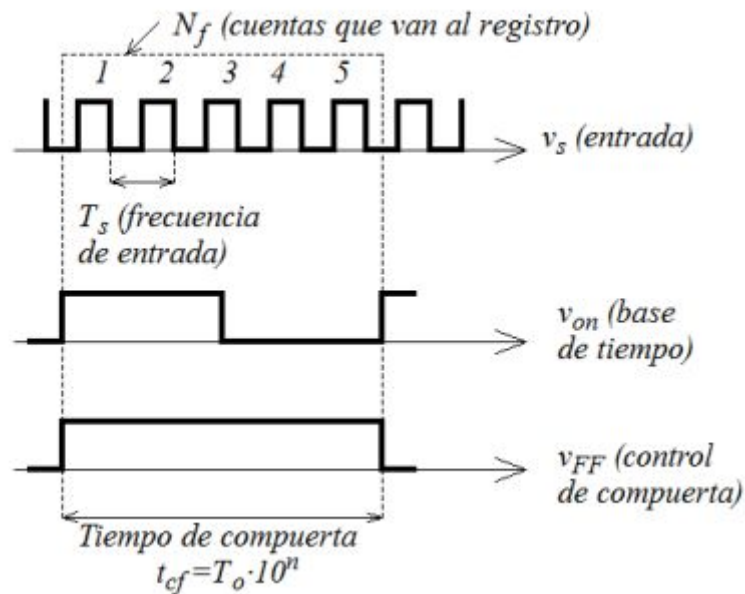 N_f (cuentas que van al registro)
1 2 3 4 5
v_s (entrada)
T_s (frecuencia
de entrada)
v_on (base
de tiempo)
v_FF (control
de compuerta)
Tiempo de compuerta
t_cf=T_o·10^n